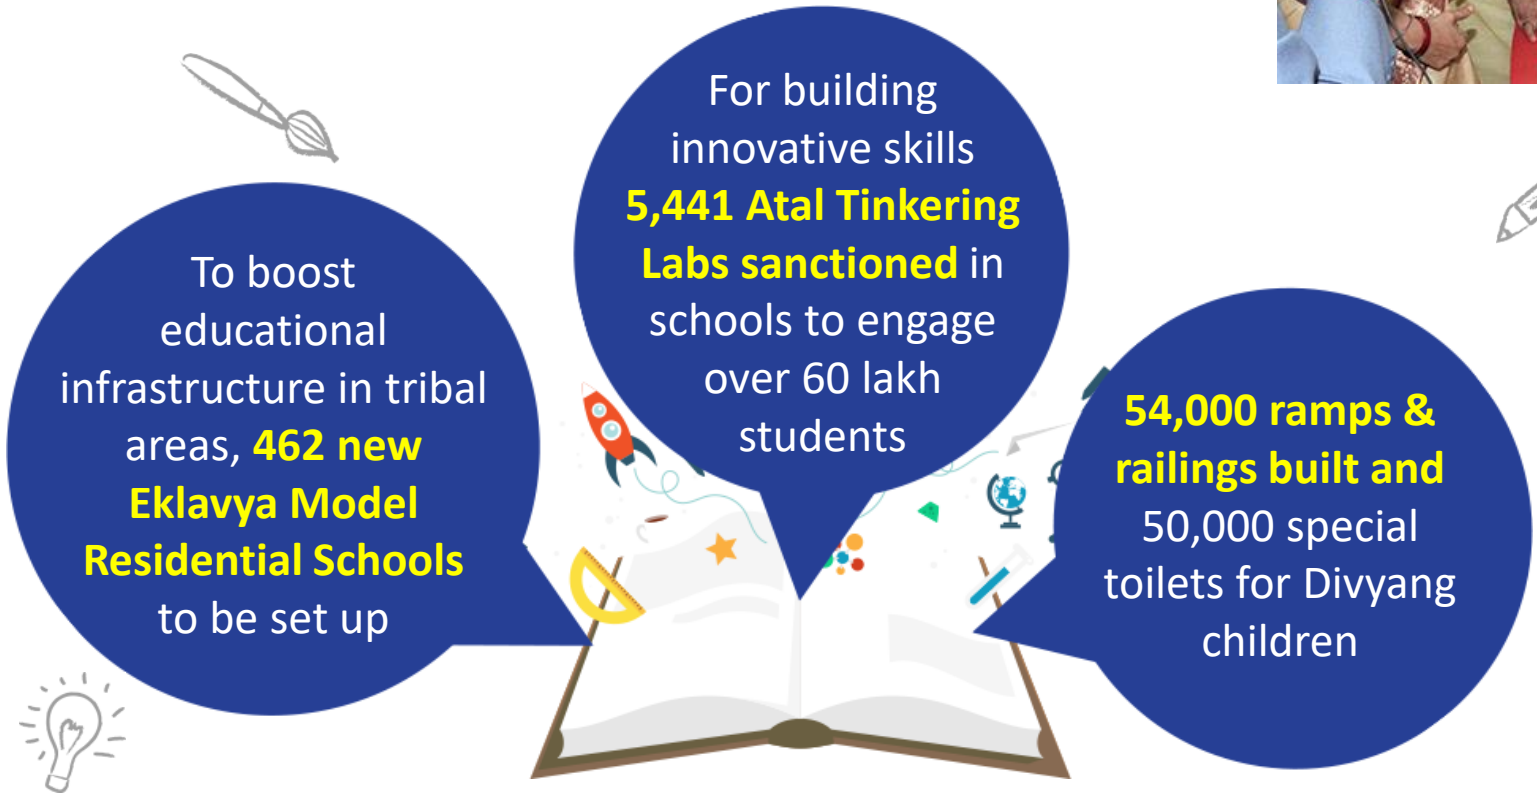 To boost
educational
infrastructure in tribal
areas, 462 new
Eklavya Model
Residential Schools
to be set up
For building
innovative skills
5,441 Atal Tinkering
Labs sanctioned in
schools to engage
over 60 lakh
students
54,000 ramps &
railings built and
50,000 special
toilets for Divyang
children